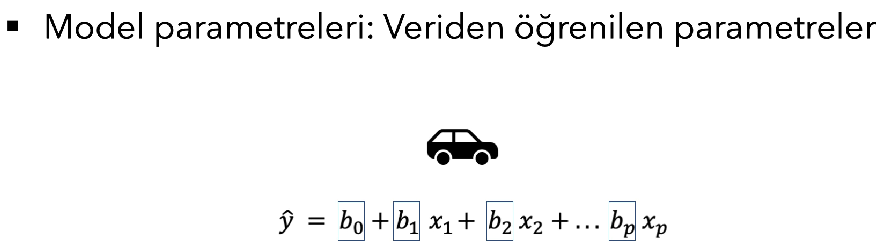 ▪ Model parametreleri: Veriden öğrenilen parametreler
ŷ = b₀ + b₁ x₁ + b₂ x₂ + … bₚ xₚ